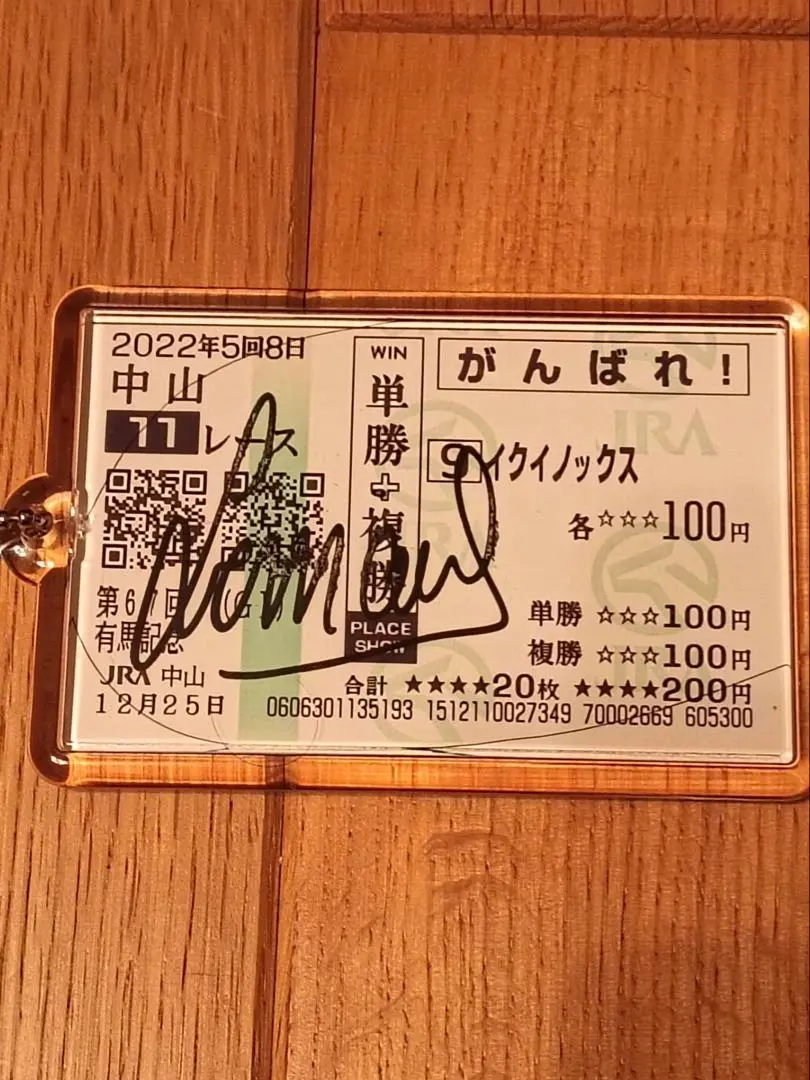 2022年5回8日
中山
11レース
第67回 (GI)
有馬記念
JRA 中山
12月25日
WIN
単勝+複勝
PLACE
SHOW
がんばれ!
9 イクイノックス
各☆☆☆100円
単勝 ☆☆☆100円
複勝 ☆☆☆100円
合計 ★★★★20枚 ★★★★200円
0606301135193 1512110027349 70002669 605300
JRA